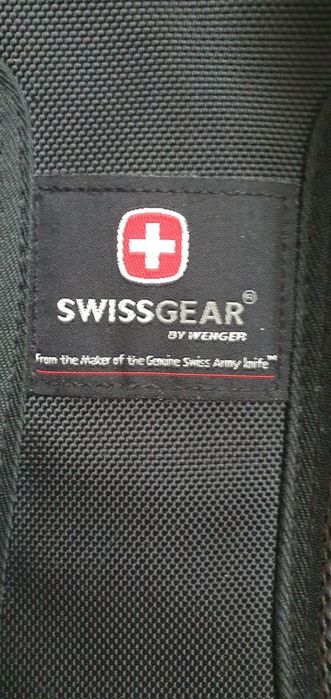 SWISSGEAR®
BY WENGER
From the Maker of the Genuine Swiss Army knife™